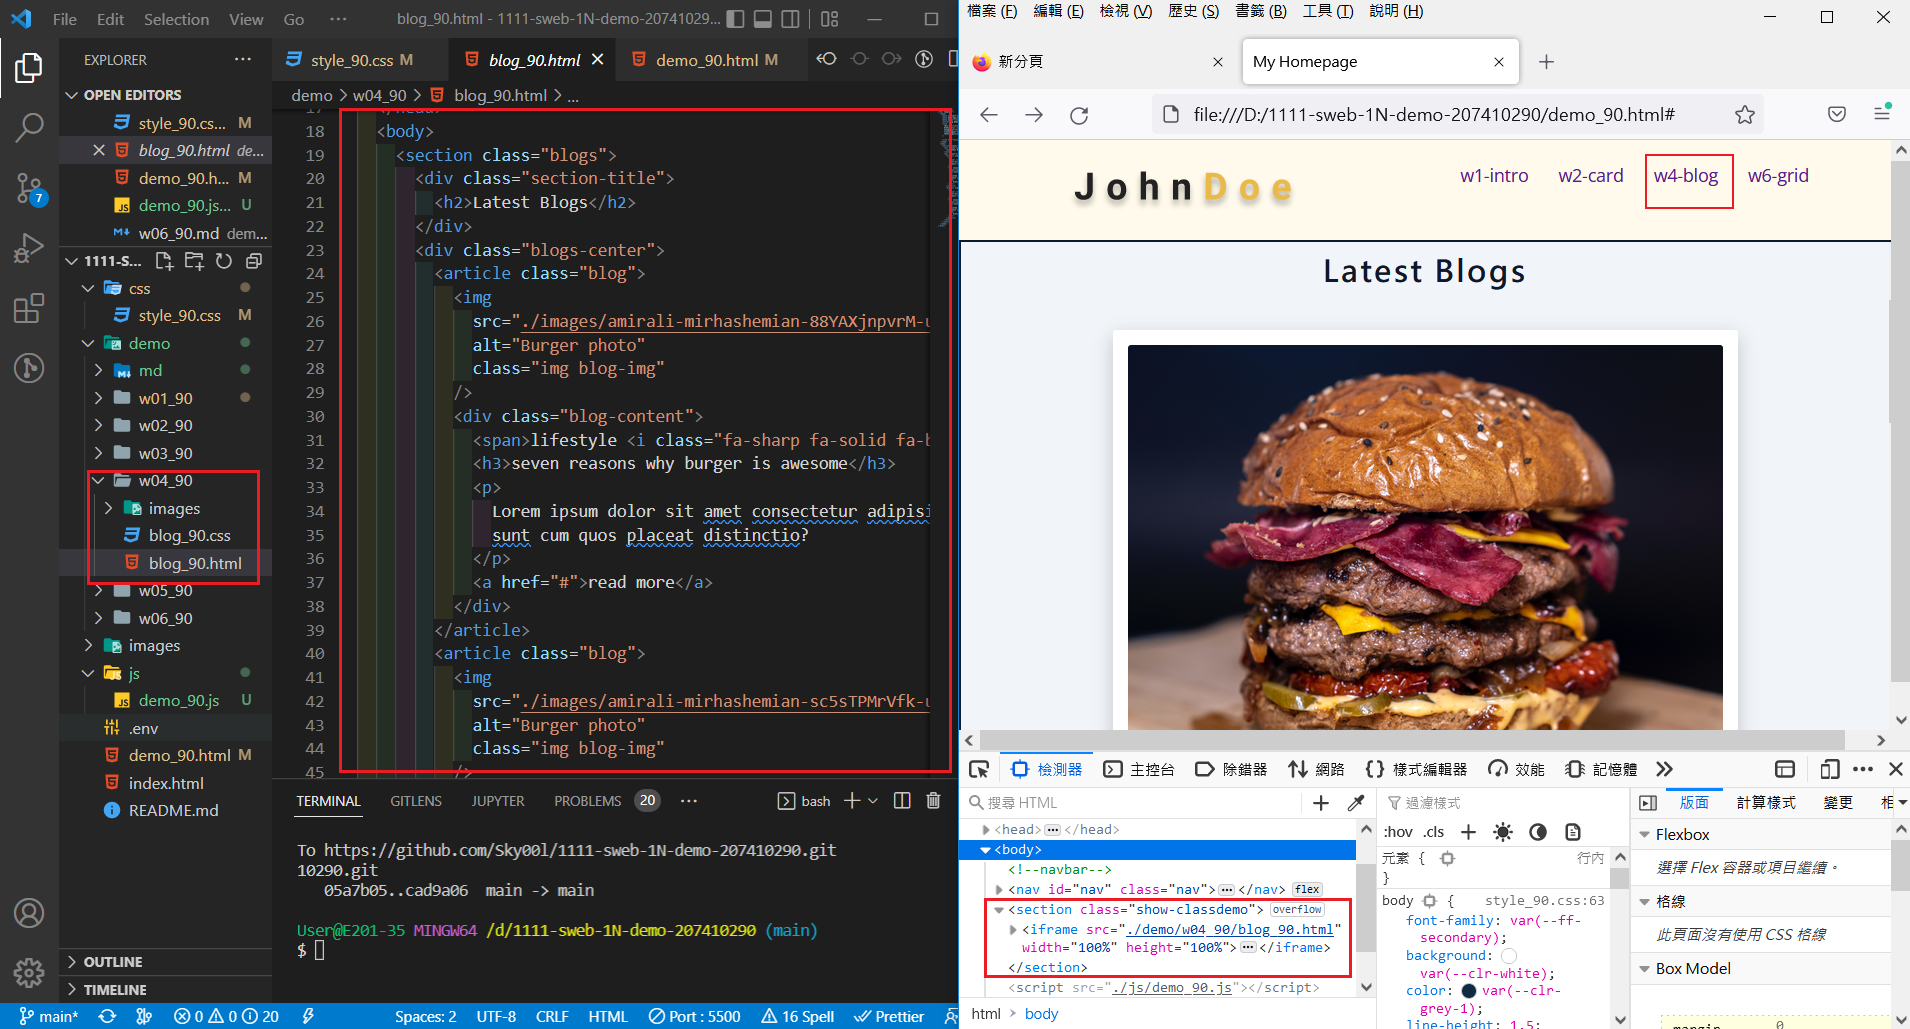 File Edit Selection View Go ··· blog_90.html - 1111-sweb-1N-demo-20741029...
EXPLORER ···
OPEN EDITORS
style_90.cs... M
blog_90.html de...
demo_90.h... M
demo_90.js... U
w06_90.md dem...
1111-S...
css
style_90.css M
demo
md
w01_90
w02_90
w03_90
w04_90
images
blog_90.css
blog_90.html
w05_90
w06_90
images
js
demo_90.js U
.env
demo_90.html M
index.html
README.md
OUTLINE
TIMELINE
7
style_90.css M
blog_90.html
demo_90.html M
demo > w04_90 > blog_90.html > ...
18 <body>
19 <section class="blogs">
20 <div class="section-title">
21 <h2>Latest Blogs</h2>
22 </div>
23 <div class="blogs-center">
24 <article class="blog">
25 <img
26 src="./images/amirali-mirhashemian-88YAXjnpvrM-u
27 alt="Burger photo"
28 class="img blog-img"
29 />
30 <div class="blog-content">
31 <span>lifestyle <i class="fa-sharp fa-solid fa-b
32 <h3>seven reasons why burger is awesome</h3>
33 <p>
34 Lorem ipsum dolor sit amet consectetur adipisi
35 sunt cum quos placeat distinctio?
36 </p>
37 <a href="#">read more</a>
38 </div>
39 </article>
40 <article class="blog">
41 <img
42 src="./images/amirali-mirhashemian-sc5sTPMrVfk-u
43 alt="Burger photo"
44 class="img blog-img"
45 />
TERMINAL GITLENS JUPYTER PROBLEMS 20 ··· bash
To https://github.com/Sky00l/1111-sweb-1N-demo-207410290.git
10290.git
05a7b05..cad9a06 main -> main
User@E201-35 MINGW64 /d/1111-sweb-1N-demo-207410290 (main)
$
main* 0 0 20 Spaces: 2 UTF-8 CRLF HTML Port : 5500 16 Spell Prettier
檔案 (F) 編輯 (E) 檢視 (V) 歷史 (S) 書籤 (B) 工具 (T) 說明 (H)
新分頁
My Homepage
file:///D:/1111-sweb-1N-demo-207410290/demo_90.html#
JohnDoe
w1-intro w2-card w4-blog w6-grid
Latest Blogs
檢測器 主控台 除錯器 網路 樣式編輯器 效能 記憶體
搜尋 HTML
<head> ··· </head>
<body>
<!--navbar-->
<nav id="nav" class="nav"> ··· </nav> flex
<section class="show-classdemo"> overflow
<iframe src="./demo/w04_90/blog_90.html"
width="100%" height="100%"> ··· </iframe>
</section>
<script src="./js/demo_90.js"></script>
html > body
過濾樣式
:hov .cls
元素 { 行內
}
body { style_90.css:63
font-family: var(--ff-
secondary);
background:
var(--clr-white);
color: var(--clr-
grey-1);
line-height: 1.5;
版面 計算樣式 變更 相
Flexbox
選擇 Flex 容器或項目繼續。
格線
此頁面沒有使用 CSS 格線
Box Model
margin 0